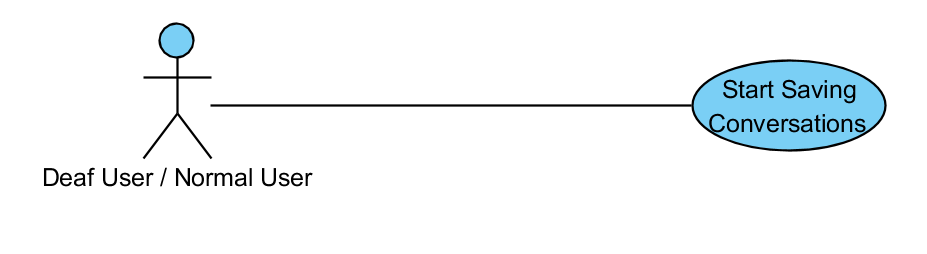 Start Saving
Conversations
Deaf User / Normal User